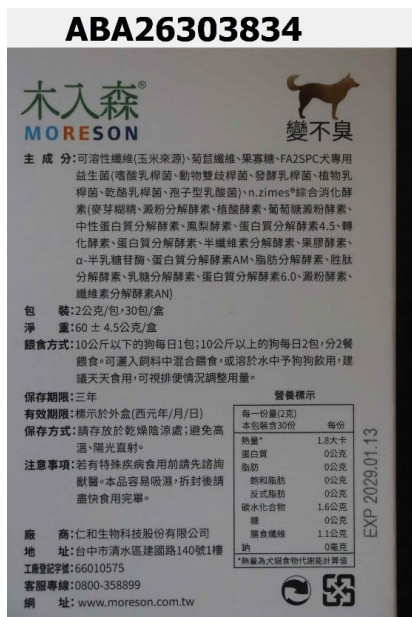 ABA26303834
木入森®
MORESON
變不臭
主成分:可溶性纖維(玉米來源)、菊苣纖維、果寡糖、FA2SPC犬專用
益生菌(嗜酸乳桿菌、動物雙歧桿菌、發酵乳桿菌、植物乳
桿菌、乾酪乳桿菌、孢子型乳酸菌)、n.zimes®綜合消化酵
素(麥芽糊精、澱粉分解酵素、植酸酵素、葡萄糖澱粉酵素、
中性蛋白質分解酵素、鳳梨酵素、蛋白質分解酵素4.5、轉
化酵素、蛋白質分解酵素、半纖維素分解酵素、果膠酵素、
α-半乳糖苷酶、蛋白質分解酵素AM、脂肪分解酵素、胜肽
分解酵素、乳糖分解酵素、蛋白質分解酵素6.0、澱粉酵素、
纖維素分解酵素AN)
包裝:2公克/包,30包/盒
淨重:60 ± 4.5公克/盒
餵食方式:10公斤以下的狗每日1包;10公斤以上的狗每日2包,分2餐
餵食。可灑入飼料中混合餵食,或溶於水中予狗狗飲用,建
議天天食用,可視排便情況調整用量。
保存期限:三年
有效期限:標示於外盒(西元年/月/日)
保存方式:請存放於乾燥陰涼處;避免高
溫、陽光直射。
注意事項:若有特殊疾病食用前請先諮詢
獸醫。本品容易吸濕,拆封後請
盡快食用完畢。
營養標示
每一份量(2克)
本包裝含30份 每份
熱量* 1.8大卡
蛋白質 0公克
脂肪 0公克
飽和脂肪 0公克
反式脂肪 0公克
碳水化合物 1.6公克
糖 0公克
膳食纖維 1.1公克
鈉 0毫克
*熱量為犬貓食物代謝能計算值
EXP 2029.01.13
廠商:仁和生物科技股份有限公司
地址:台中市清水區建國路140號1樓
工廠登記字號:66010575
客服專線:0800-358899
網址: www.moreson.com.tw